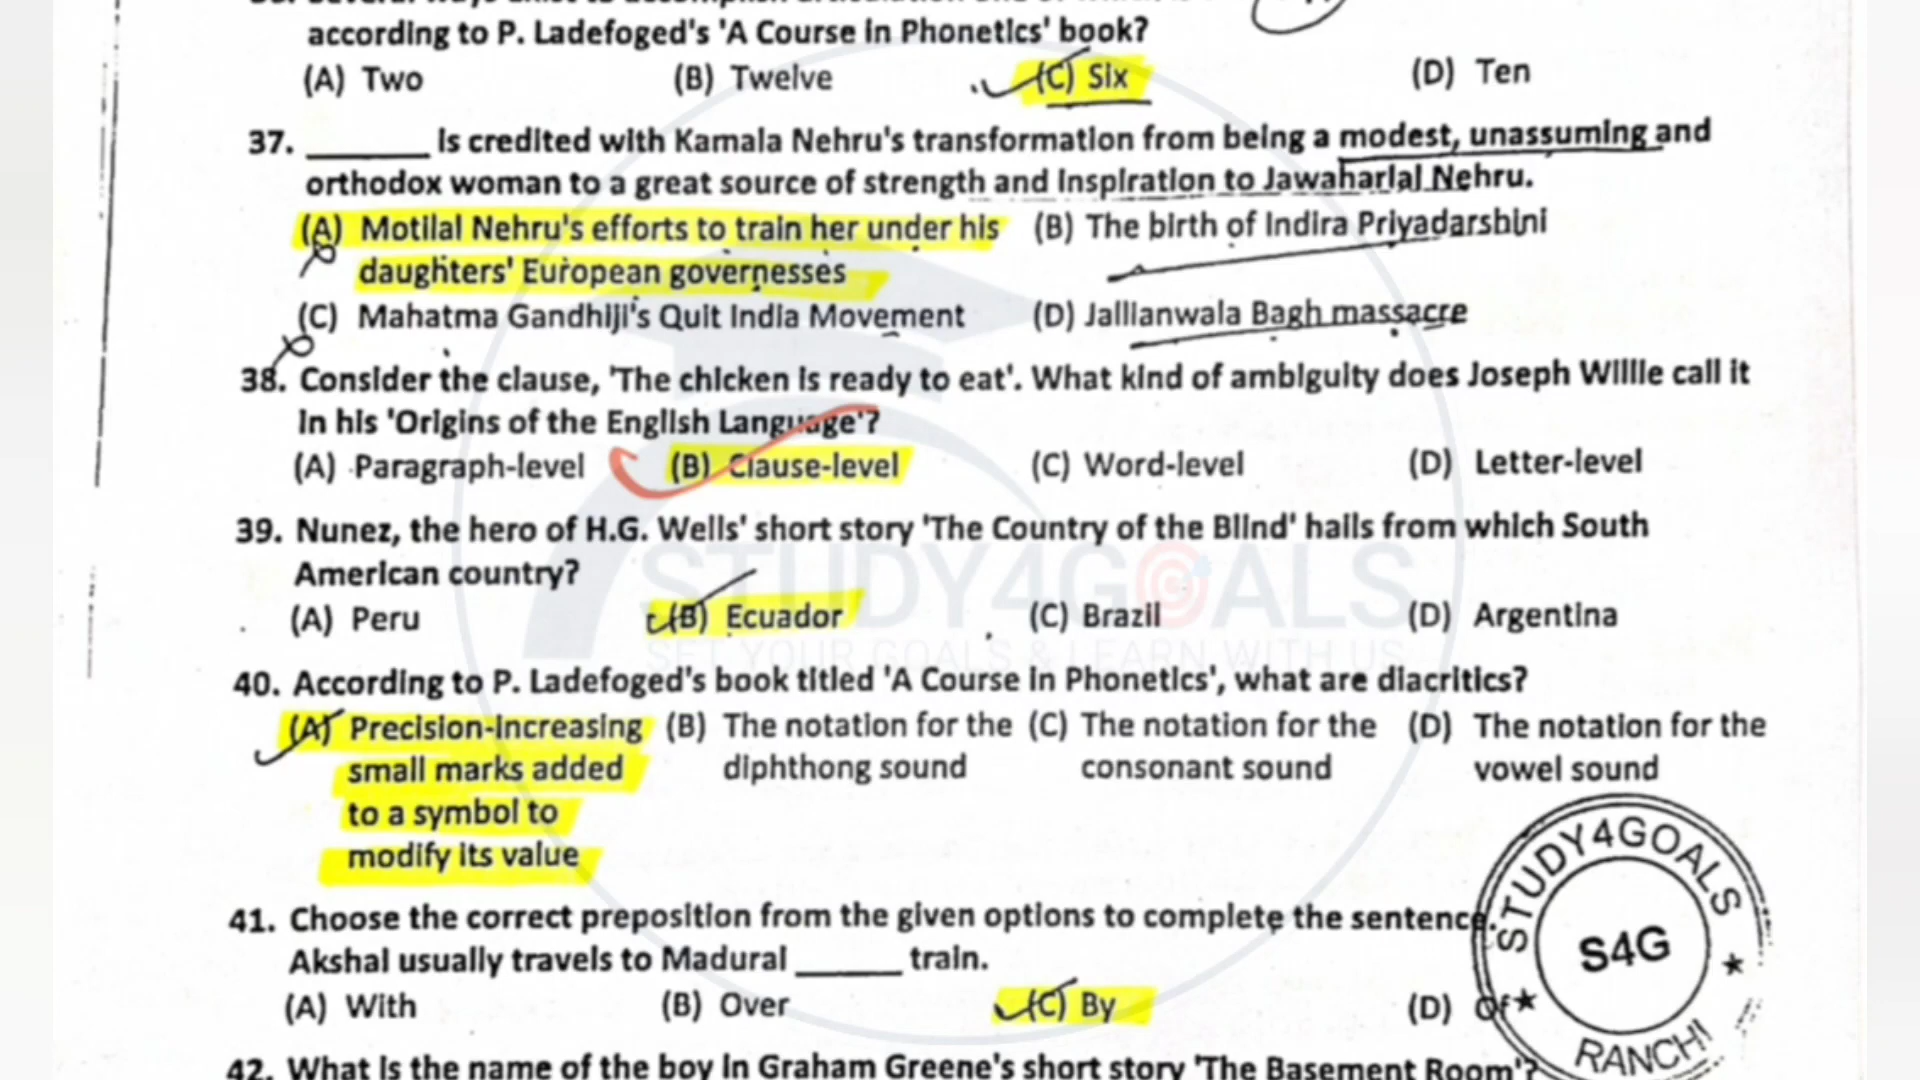 according to P. Ladefoged's 'A Course in Phonetics' book?
(A) Two (B) Twelve (C) Six (D) Ten
37. ______ is credited with Kamala Nehru's transformation from being a modest, unassuming and
orthodox woman to a great source of strength and inspiration to Jawaharlal Nehru.
(A) Motilal Nehru's efforts to train her under his (B) The birth of Indira Priyadarshini
daughters' European governesses
(C) Mahatma Gandhiji's Quit India Movement (D) Jallianwala Bagh massacre
38. Consider the clause, 'The chicken is ready to eat'. What kind of ambiguity does Joseph Willie call it
in his 'Origins of the English Language'?
(A) Paragraph-level (B) Clause-level (C) Word-level (D) Letter-level
39. Nunez, the hero of H.G. Wells' short story 'The Country of the Blind' hails from which South
American country?
STUDY4GOALS
(A) Peru (B) Ecuador (C) Brazil (D) Argentina
SET YOUR GOALS & LEARN WITH US
40. According to P. Ladefoged's book titled 'A Course in Phonetics', what are diacritics?
(A) Precision-increasing (B) The notation for the (C) The notation for the (D) The notation for the
small marks added diphthong sound consonant sound vowel sound
to a symbol to
modify its value
41. Choose the correct preposition from the given options to complete the sentence.
Akshai usually travels to Madurai ______ train.
(A) With (B) Over (C) By (D) Of
STUDY4GOALS
S4G
RANCHI
42. What is the name of the boy in Graham Greene's short story 'The Basement Room'?